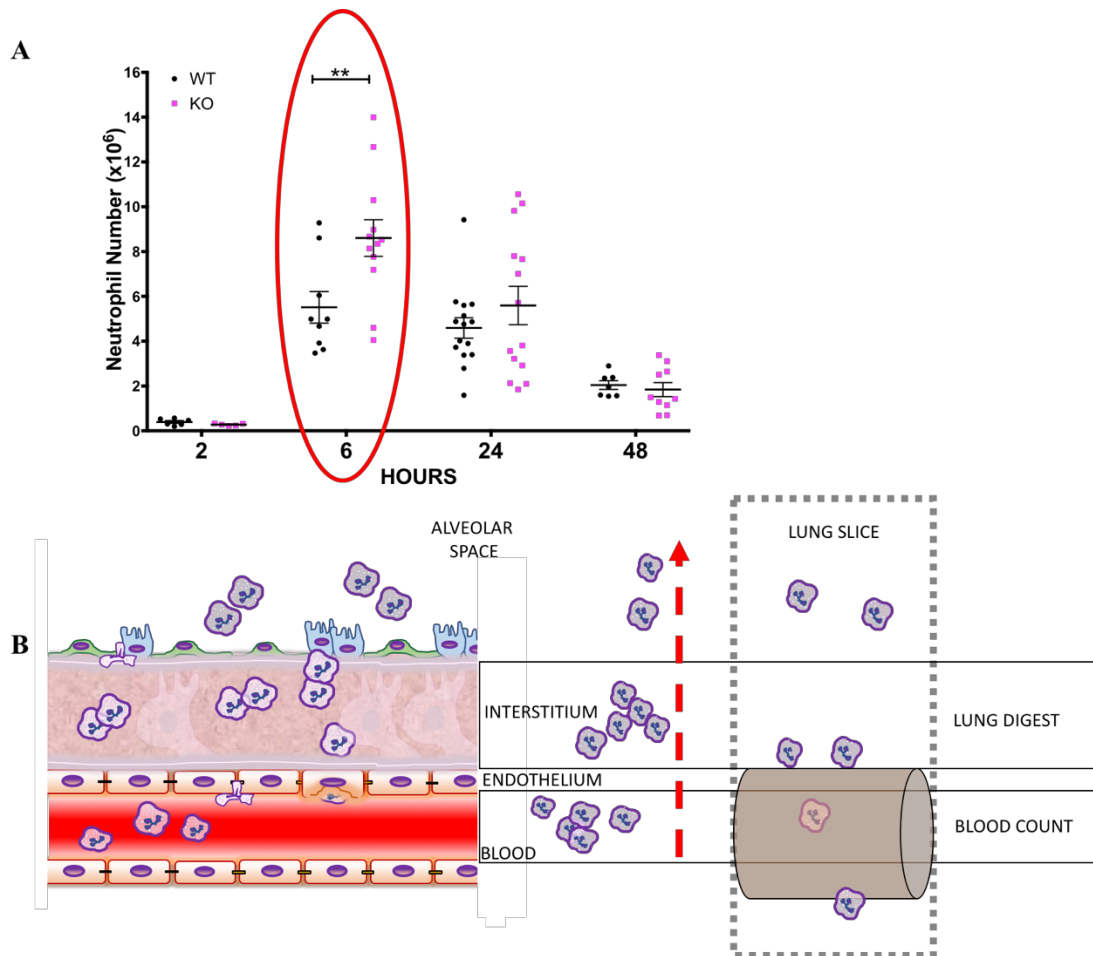 A
WT
KO
**
Neutrophil Number (x10⁶)
16
14
12
10
8
6
4
2
0
2 6 24 48
HOURS
B
ALVEOLAR
SPACE
LUNG SLICE
INTERSTITIUM
LUNG DIGEST
ENDOTHELIUM
BLOOD
BLOOD COUNT